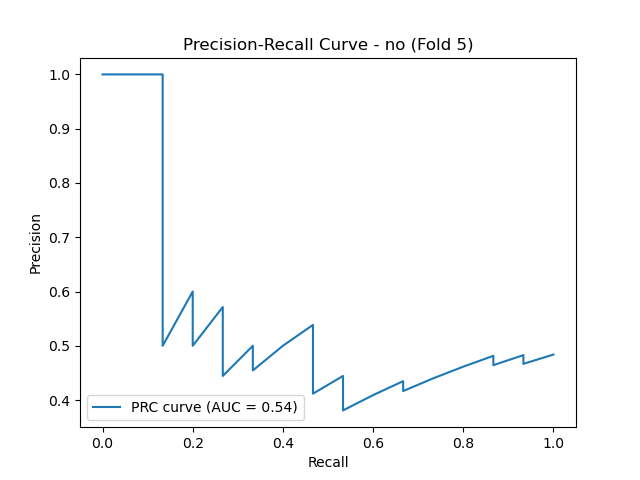 Precision-Recall Curve - no (Fold 5)
1.0
0.9
0.8
0.7
0.6
0.5
0.4
Precision
PRC curve (AUC = 0.54)
0.0 0.2 0.4 0.6 0.8 1.0
Recall